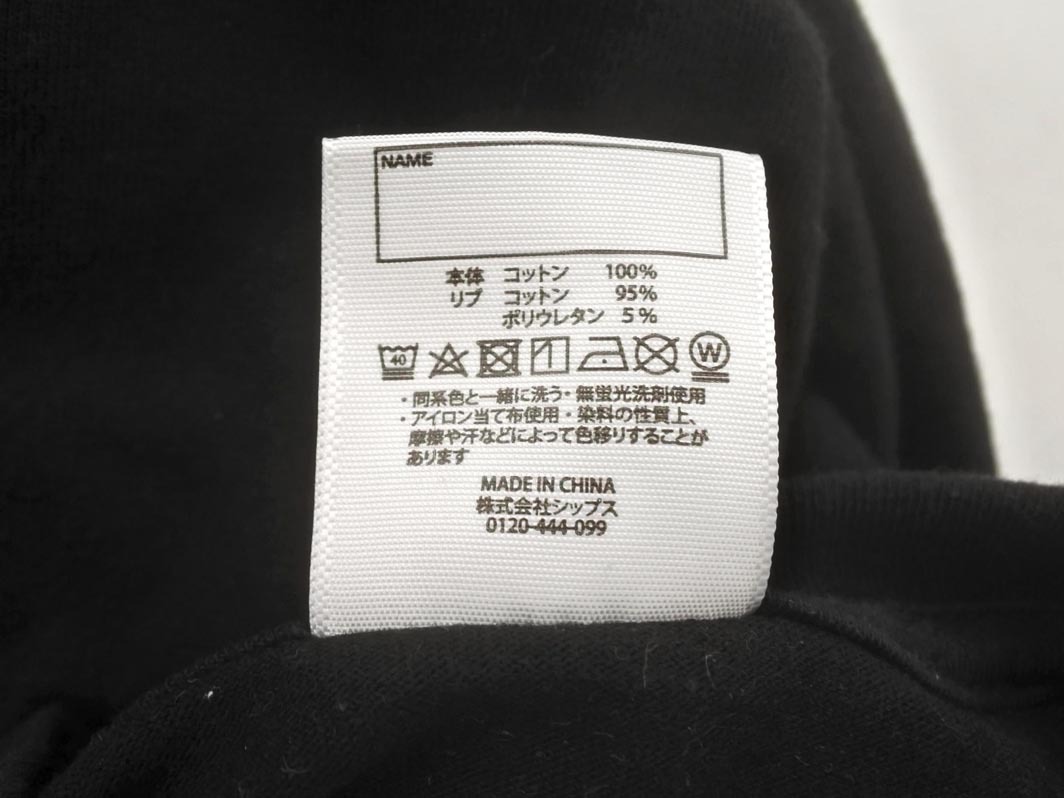 NAME
本体 コットン 100%
リブ コットン 95%
ポリウレタン 5%
40 W
・同系色と一緒に洗う・無蛍光洗剤使用
・アイロン当て布使用・染料の性質上、
摩擦や汗などによって色移りすることが
あります
MADE IN CHINA
株式会社シップス
0120-444-099